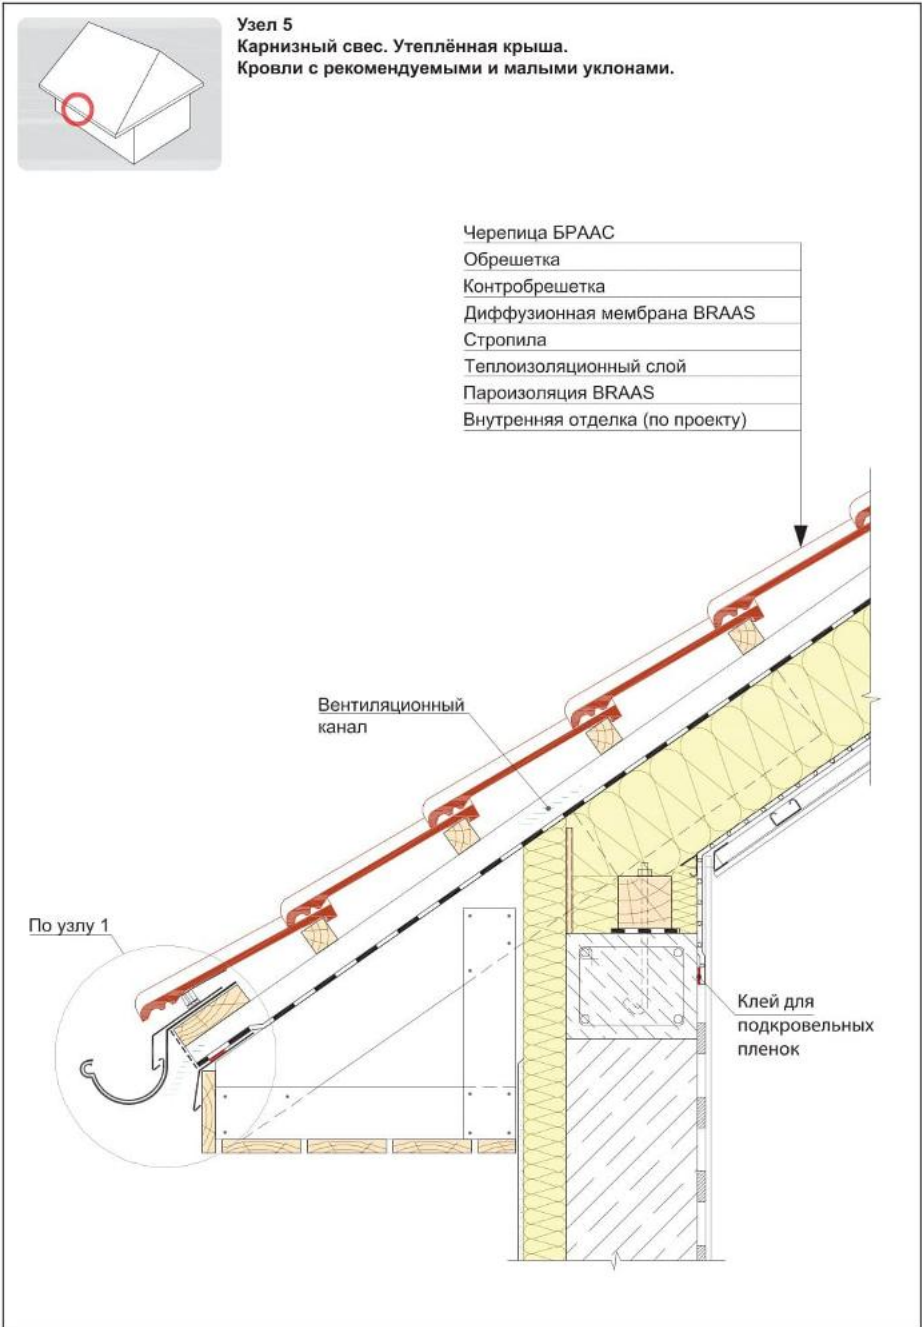 Узел 5
Карнизный свес. Утеплённая крыша.
Кровли с рекомендуемыми и малыми уклонами.
Черепица БРААС
Обрешетка
Контробрешетка
Диффузионная мембрана BRAAS
Стропила
Теплоизоляционный слой
Пароизоляция BRAAS
Внутренняя отделка (по проекту)
Вентиляционный
канал
По узлу 1
Клей для
подкровельных
пленок